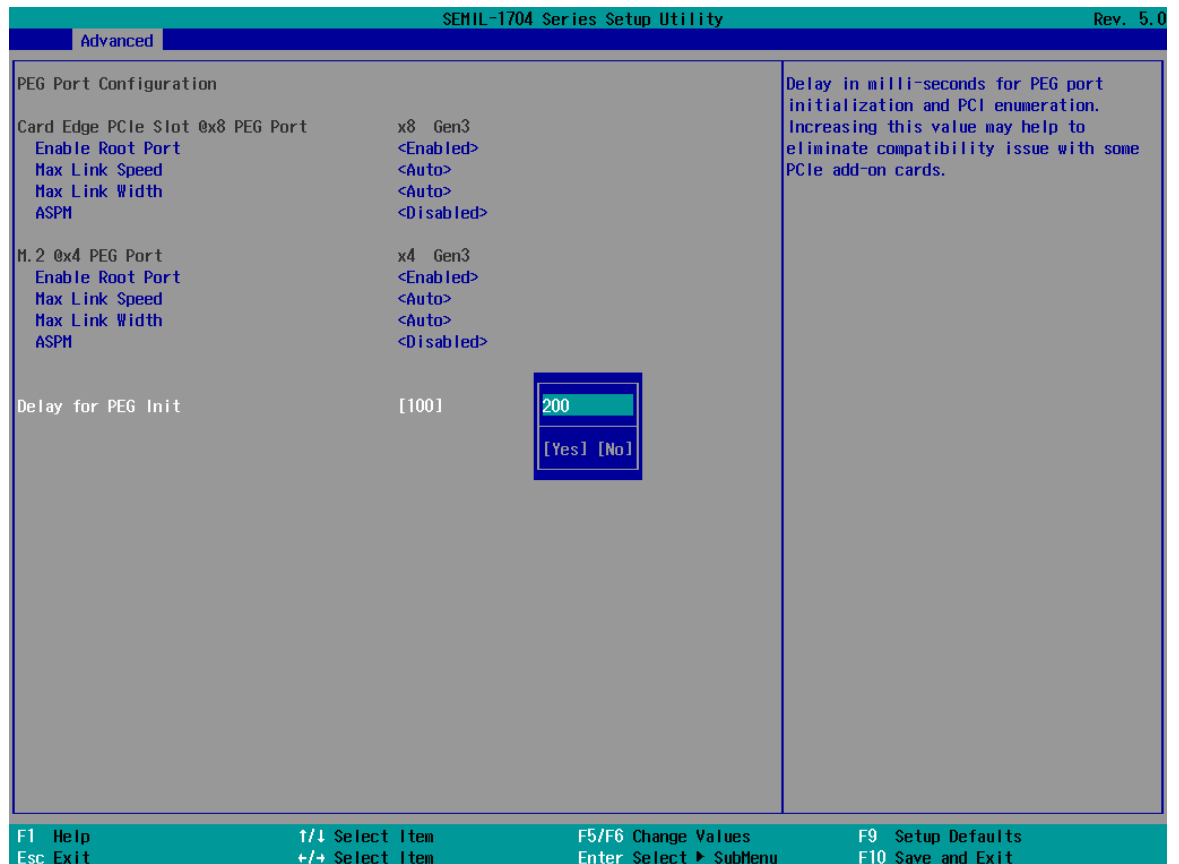 SEMIL-1704 Series Setup Utility Rev. 5.0
Advanced
PEG Port Configuration
Card Edge PCIe Slot @x8 PEG Port x8 Gen3
Enable Root Port <Enabled>
Max Link Speed <Auto>
Max Link Width <Auto>
ASPM <Disabled>
M.2 @x4 PEG Port x4 Gen3
Enable Root Port <Enabled>
Max Link Speed <Auto>
Max Link Width <Auto>
ASPM <Disabled>
Delay for PEG Init [100]
200
[Yes] [No]
Delay in milli-seconds for PEG port
initialization and PCI enumeration.
Increasing this value may help to
eliminate compatibility issue with some
PCIe add-on cards.
F1 Help ↑/↓ Select Item F5/F6 Change Values F9 Setup Defaults
Esc Exit ←/→ Select Item Enter Select ▶ SubMenu F10 Save and Exit